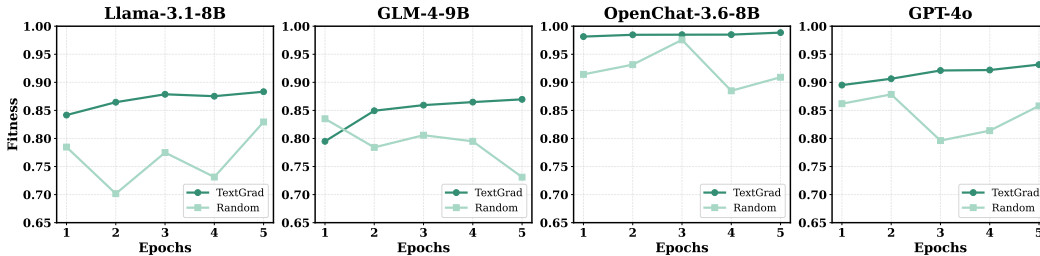 Llama-3.1-8B
GLM-4-9B
OpenChat-3.6-8B
GPT-4o
Fitness
1.00
0.95
0.90
0.85
0.80
0.75
0.70
0.65
1 2 3 4 5
Epochs
TextGrad
Random
1.00
0.95
0.90
0.85
0.80
0.75
0.70
0.65
1 2 3 4 5
Epochs
TextGrad
Random
1.00
0.95
0.90
0.85
0.80
0.75
0.70
0.65
1 2 3 4 5
Epochs
TextGrad
Random
1.00
0.95
0.90
0.85
0.80
0.75
0.70
0.65
1 2 3 4 5
Epochs
TextGrad
Random